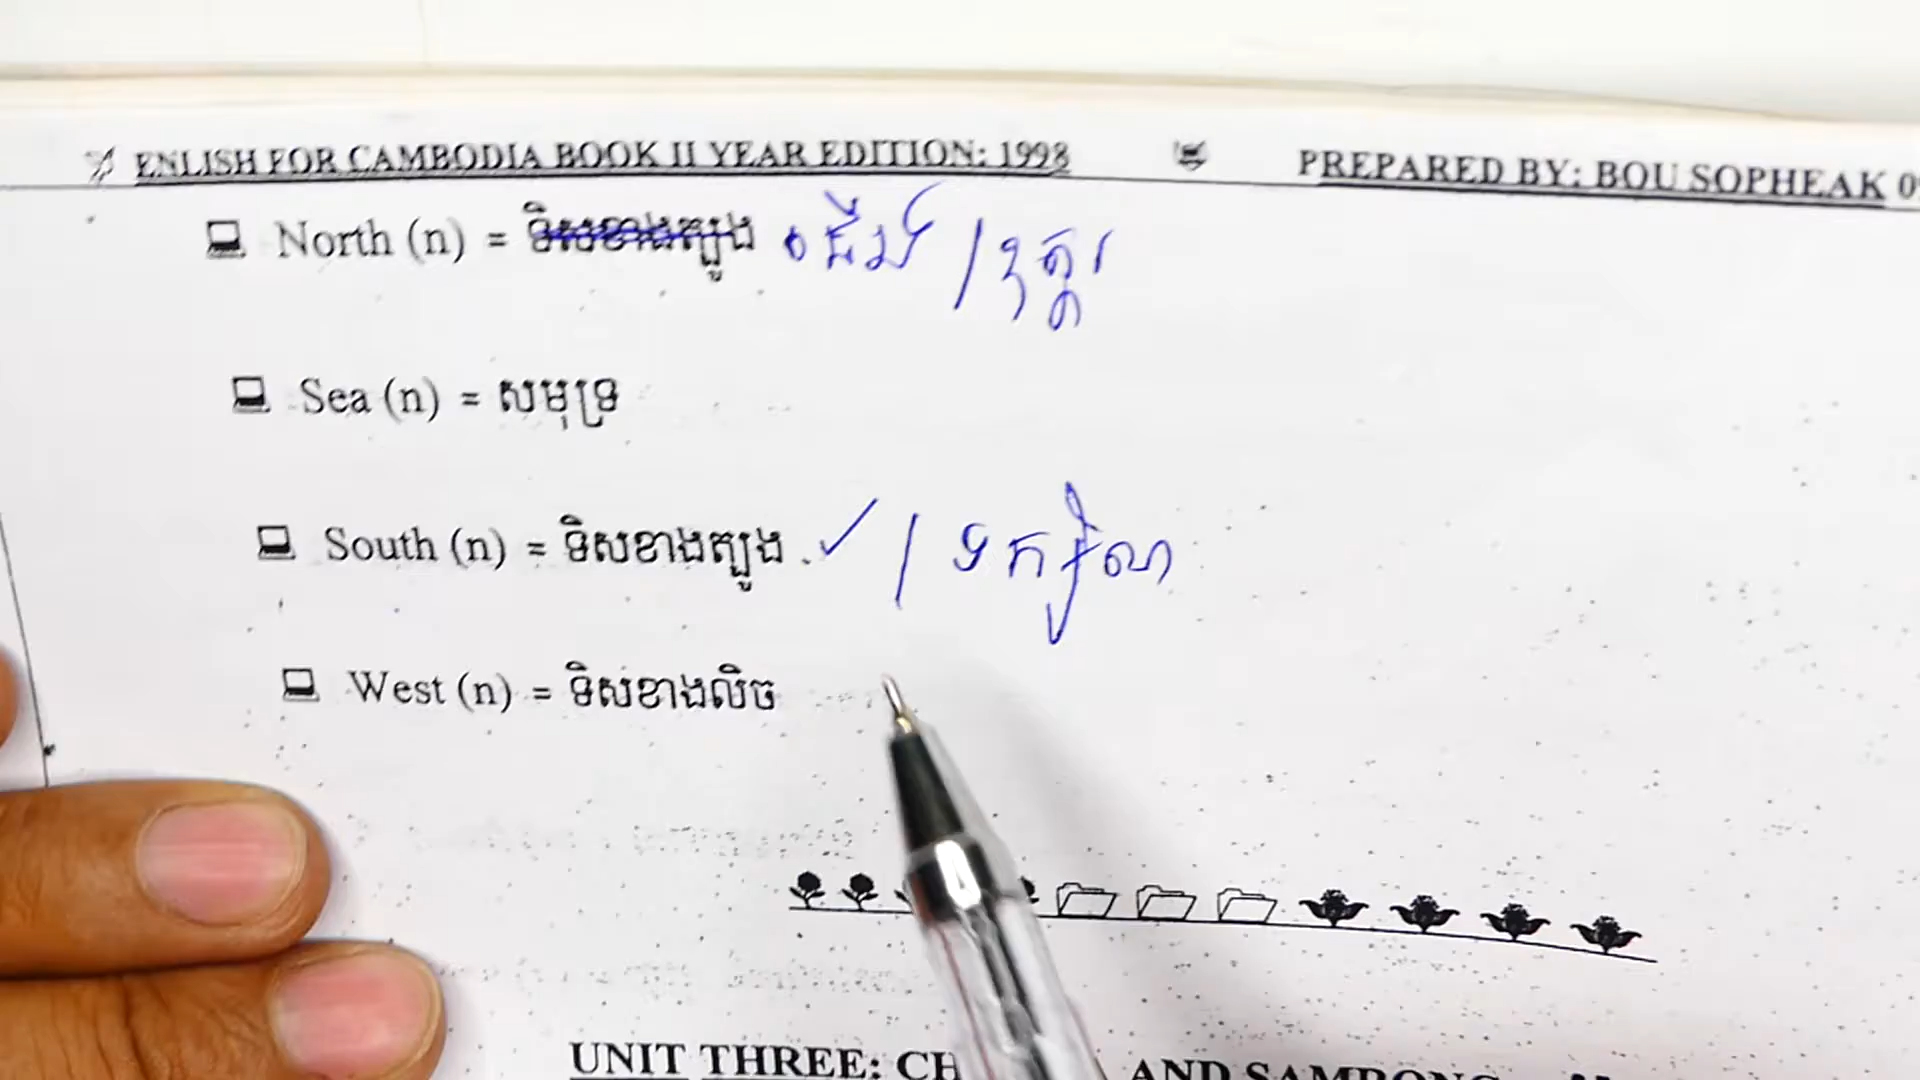 ENLISH FOR CAMBODIA BOOK II YEAR EDITION: 1998 PREPARED BY: BOU SOPHEAK 0
North (n) = ទិសខាងត្បូង ជើង / ឧត្តរ
Sea (n) = សមុទ្រ
South (n) = ទិសខាងត្បូង / ទក្សិណ
West (n) = ទិសខាងលិច
UNIT THREE: CH AND SAMBONG